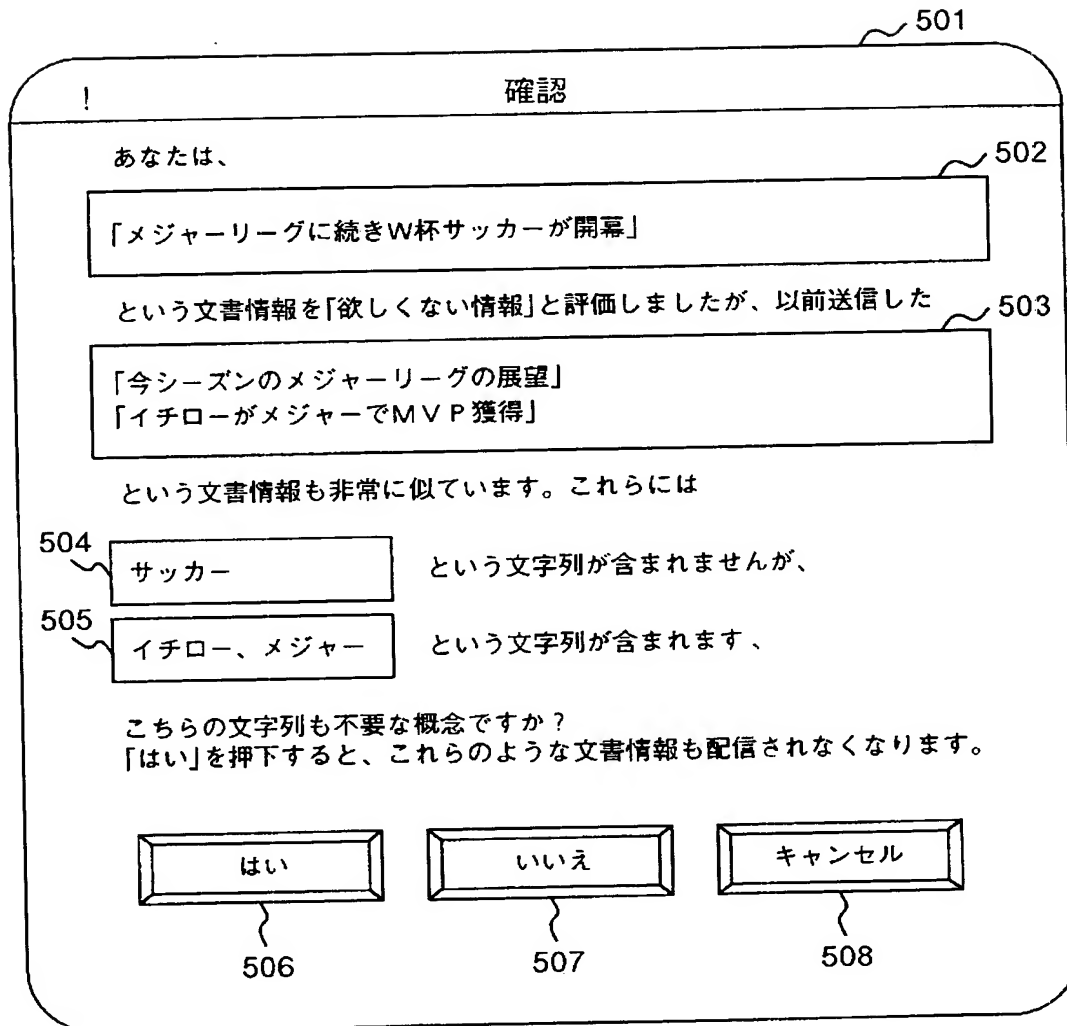 501
! 確認
あなたは、
502
「メジャーリーグに続きW杯サッカーが開幕」
という文書情報を「欲しくない情報」と評価しましたが、以前送信した
503
「今シーズンのメジャーリーグの展望」
「イチローがメジャーでMVP獲得」
という文書情報も非常に似ています。これらには
504
サッカー という文字列が含まれませんが、
505
イチロー、メジャー という文字列が含まれます、
こちらの文字列も不要な概念ですか?
「はい」を押下すると、これらのような文書情報も配信されなくなります。
はい いいえ キャンセル
506 507 508